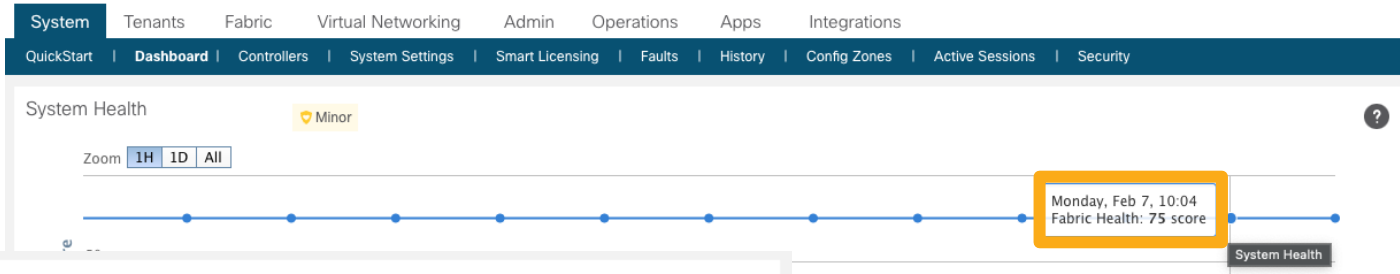 System Tenants Fabric Virtual Networking Admin Operations Apps Integrations
QuickStart | Dashboard | Controllers | System Settings | Smart Licensing | Faults | History | Config Zones | Active Sessions | Security
System Health
Minor
?
Zoom 1H 1D All
Monday, Feb 7, 10:04
Fabric Health: 75 score
System Health